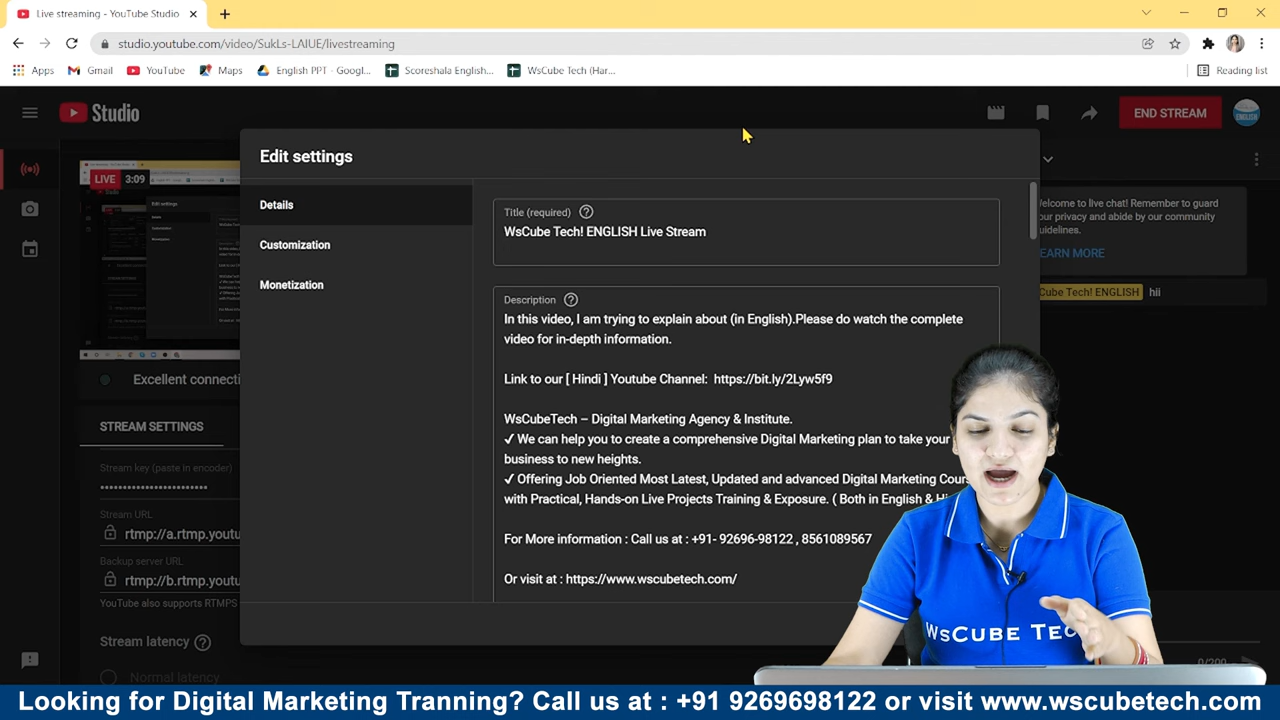 Live streaming - YouTube Studio
studio.youtube.com/video/SukLs-LAIUE/livestreaming
Apps
Gmail
YouTube
Maps
English PPT - Googl...
Scoreshala English...
WsCube Tech (Har...
Reading list
Studio
END STREAM
ENGLISH
LIVE 3:09
Edit settings
Details
Customization
Monetization
Title (required)
WsCube Tech! ENGLISH Live Stream
Description
In this video, I am trying to explain about (in English).Please do watch the complete
video for in-depth information.
Link to our [ Hindi ] Youtube Channel:  https://bit.ly/2Lyw5f9
WsCubeTech – Digital Marketing Agency & Institute.
✓ We can help you to create a comprehensive Digital Marketing plan to take your
business to new heights.
✓ Offering Job Oriented Most Latest, Updated and advanced Digital Marketing Cour
with Practical, Hands-on Live Projects Training & Exposure. ( Both in English & Hi
For More information : Call us at : +91- 92696-98122 , 8561089567
Or visit at : https://www.wscubetech.com/
elcome to live chat! Remember to guard
our privacy and abide by our community
uidelines.
EARN MORE
Cube Tech! ENGLISH hii
Excellent connecti
STREAM SETTINGS
Stream key (paste in encoder)
Stream URL
rtmp://a.rtmp.youtu
Backup server URL
rtmp://b.rtmp.youtu
YouTube also supports RTMPS
Stream latency
Normal latency
0/200
WSCUBE TEC
Looking for Digital Marketing Tranning? Call us at : +91 9269698122 or visit www.wscubetech.com